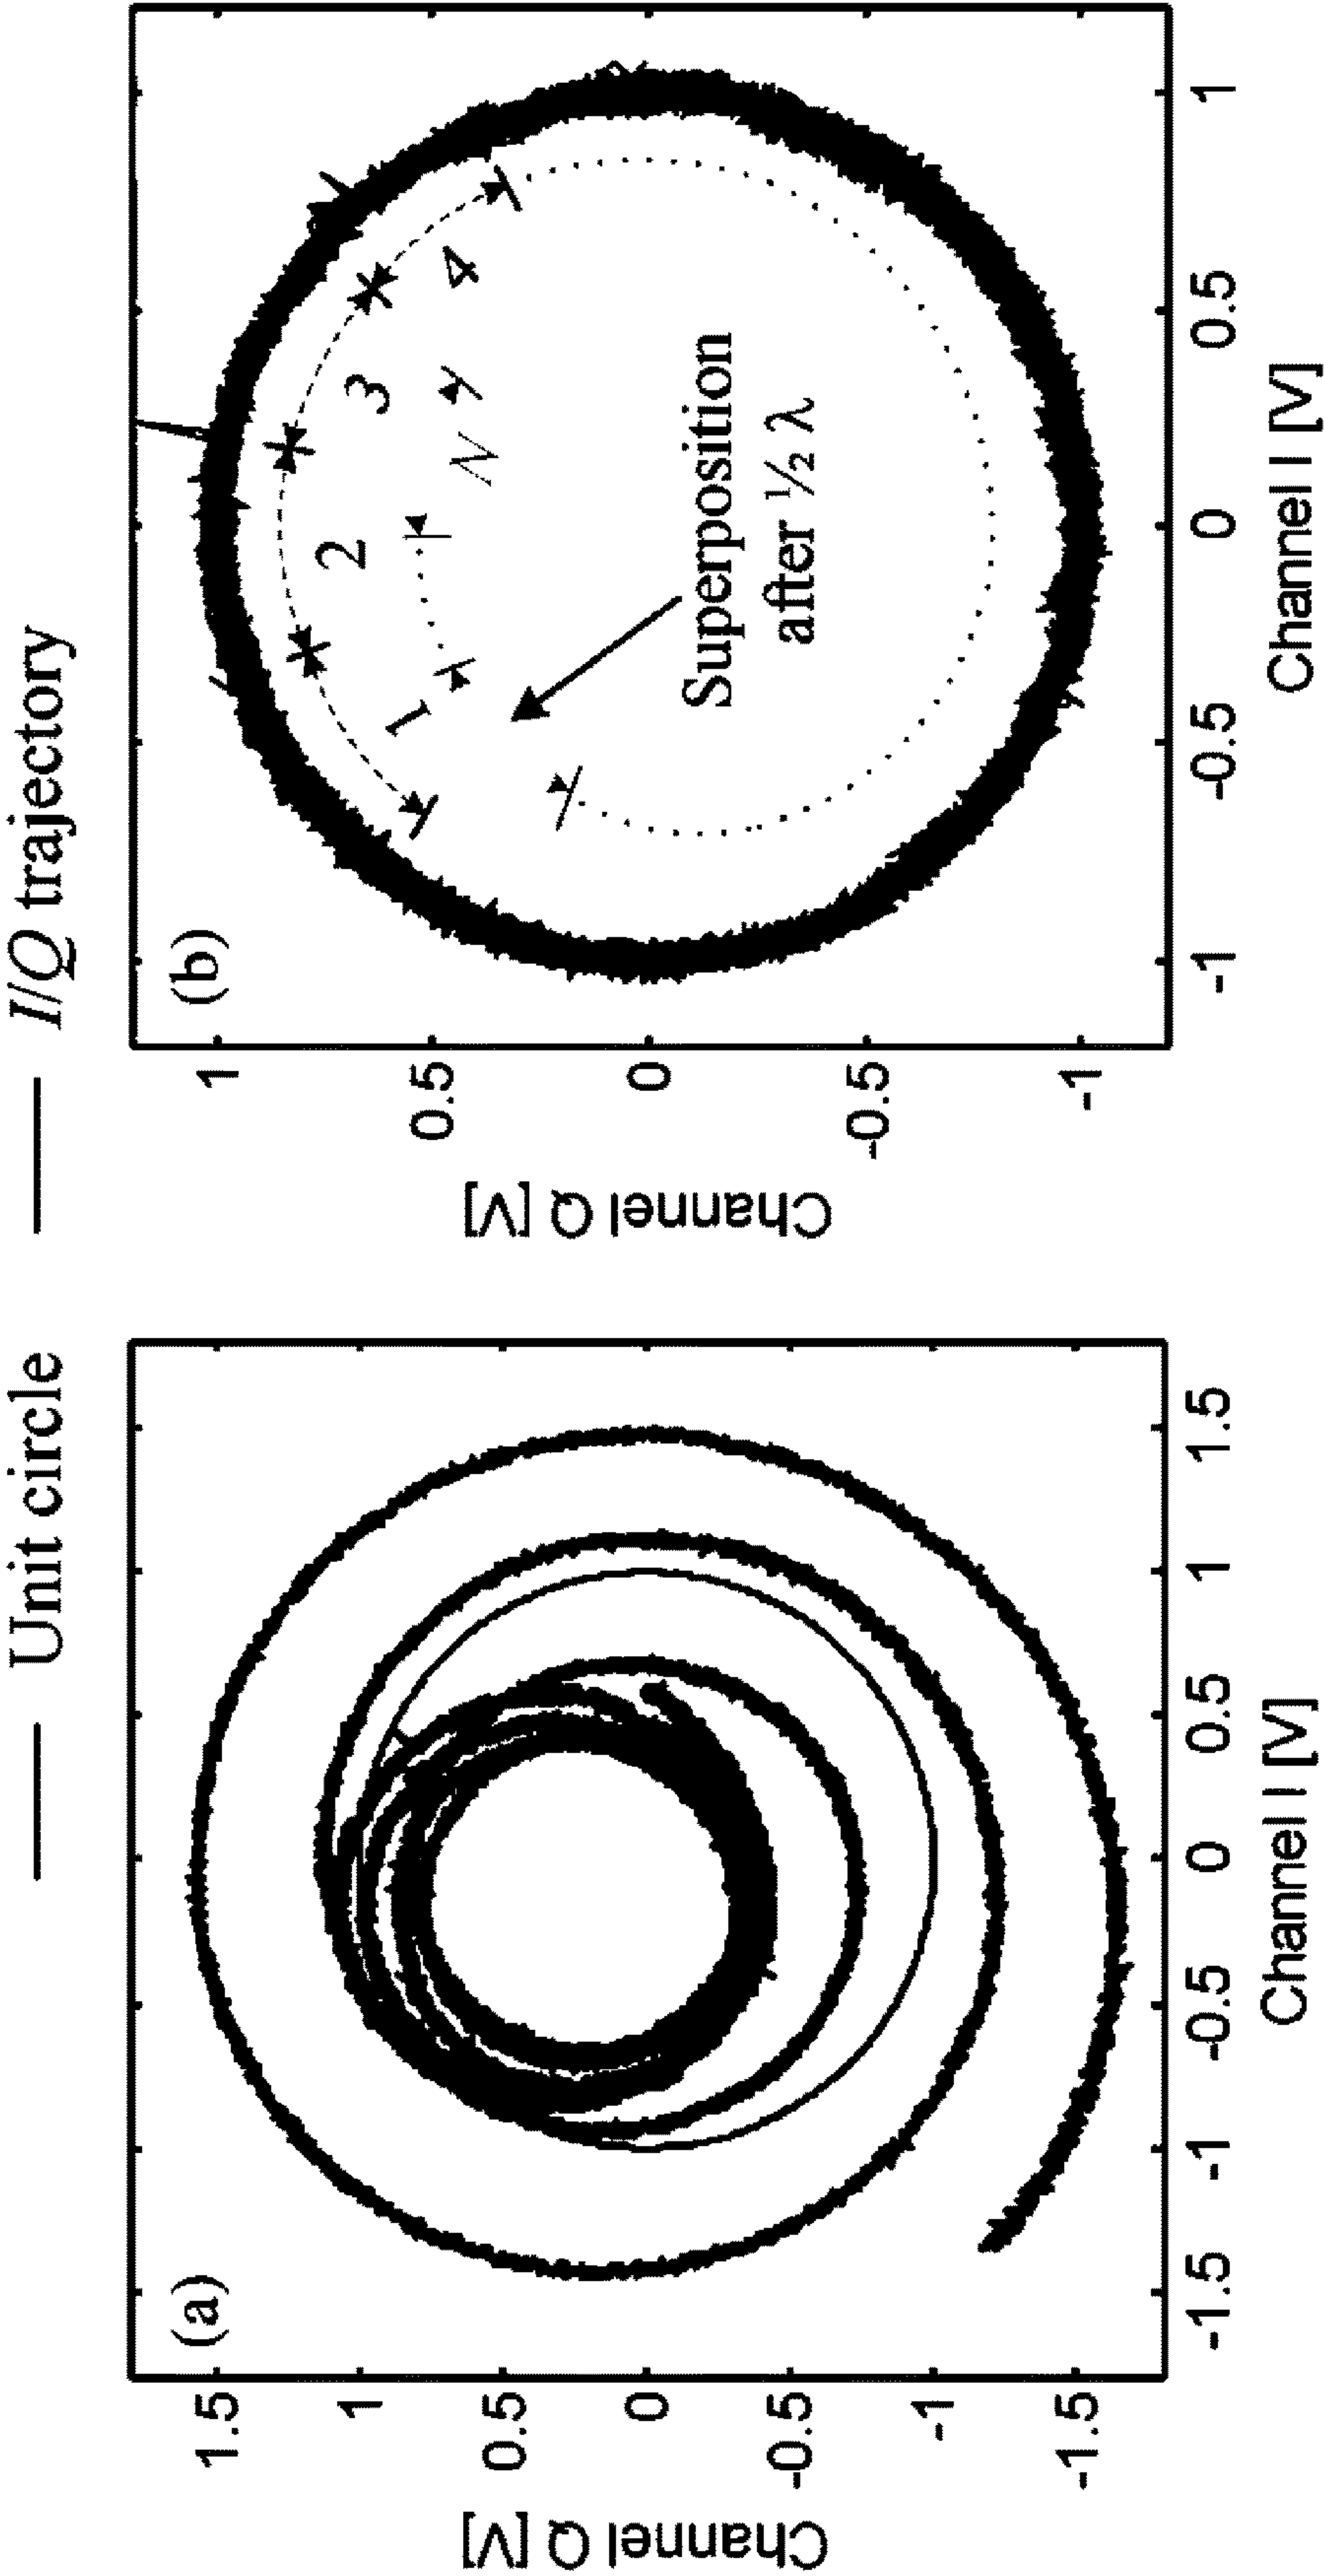 Unit circle
I/Q trajectory
(a)
Channel Q [V]
1.5
1
0.5
0
-0.5
-1
-1.5
-1.5
-1
-0.5
0
0.5
1
1.5
Channel I [V]
(b)
Channel Q [V]
1
0.5
0
-0.5
-1
1
2
3
4
N
Superposition
after ½ λ
-1
-0.5
0
0.5
1
Channel I [V]